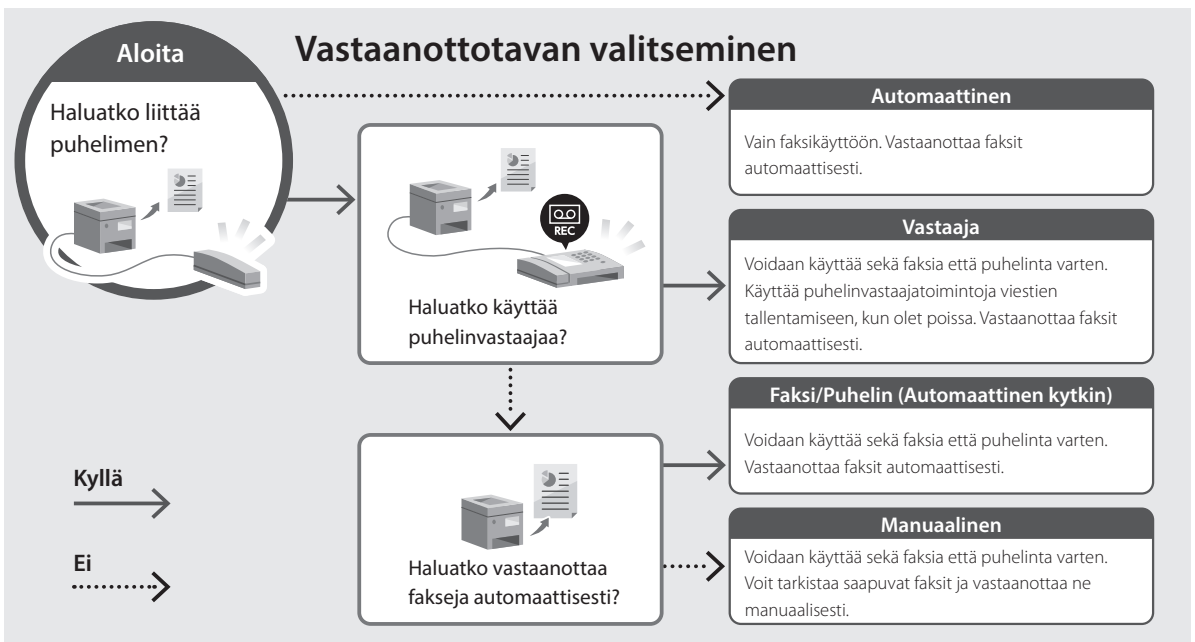 Vastaanottotavan valitseminen
Aloita
Haluatko liittää
puhelimen?
Automaattinen
Vain faksikäyttöön. Vastaanottaa faksit
automaattisesti.
REC
Haluatko käyttää
puhelinvastaajaa?
Vastaaja
Voidaan käyttää sekä faksia että puhelinta varten.
Käyttää puhelinvastaajatoimintoja viestien
tallentamiseen, kun olet poissa. Vastaanottaa faksit
automaattisesti.
Faksi/Puhelin (Automaattinen kytkin)
Voidaan käyttää sekä faksia että puhelinta varten.
Vastaanottaa faksit automaattisesti.
Haluatko vastaanottaa
fakseja automaattisesti?
Manuaalinen
Voidaan käyttää sekä faksia että puhelinta varten.
Voit tarkistaa saapuvat faksit ja vastaanottaa ne
manuaalisesti.
Kyllä
Ei